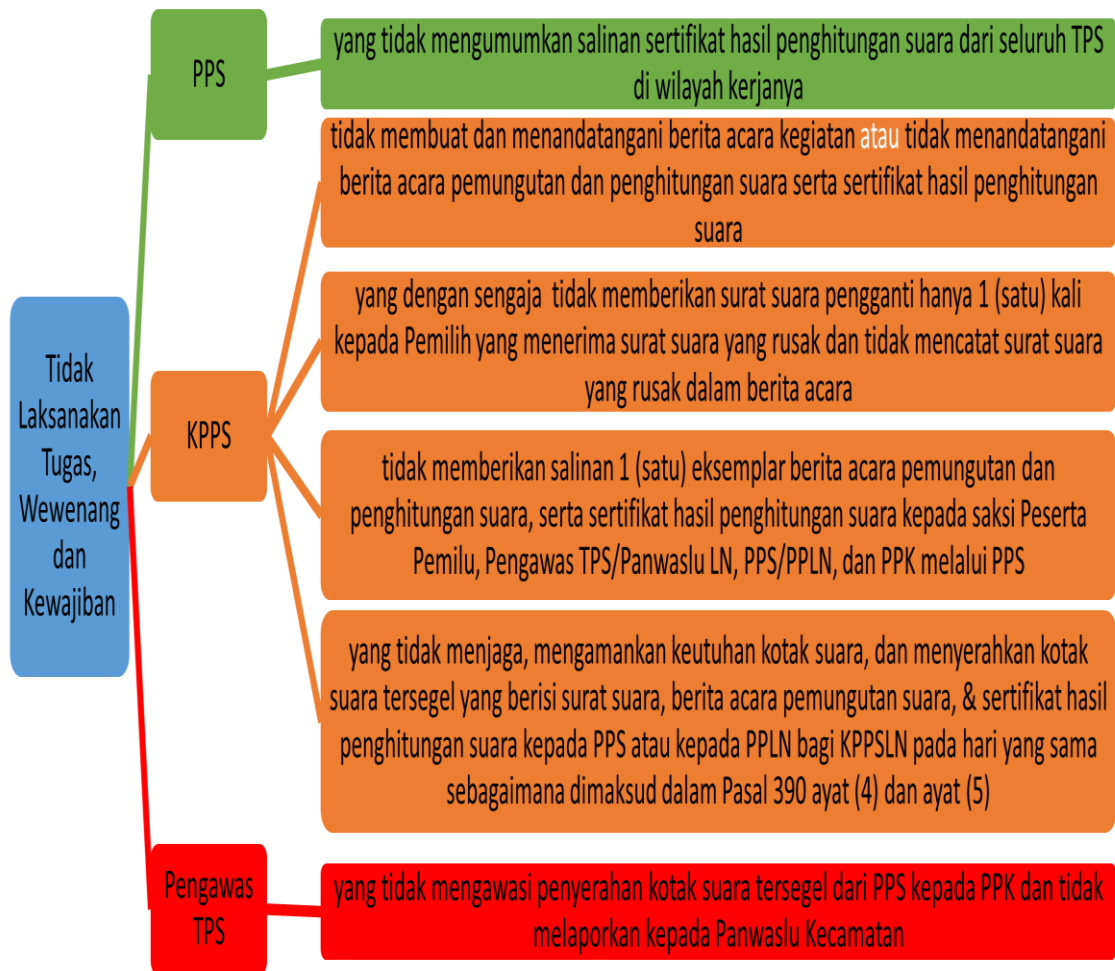 Tidak
Laksanakan
Tugas,
Wewenang
dan
Kewajiban
PPS
yang tidak mengumumkan salinan sertifikat hasil penghitungan suara dari seluruh TPS
di wilayah kerjanya
KPPS
tidak membuat dan menandatangani berita acara kegiatan atau tidak menandatangani
berita acara pemungutan dan penghitungan suara serta sertifikat hasil penghitungan
suara
yang dengan sengaja tidak memberikan surat suara pengganti hanya 1 (satu) kali
kepada Pemilih yang menerima surat suara yang rusak dan tidak mencatat surat suara
yang rusak dalam berita acara
tidak memberikan salinan 1 (satu) eksemplar berita acara pemungutan dan
penghitungan suara, serta sertifikat hasil penghitungan suara kepada saksi Peserta
Pemilu, Pengawas TPS/Panwaslu LN, PPS/PPLN, dan PPK melalui PPS
yang tidak menjaga, mengamankan keutuhan kotak suara, dan menyerahkan kotak
suara tersegel yang berisi surat suara, berita acara pemungutan suara, & sertifikat hasil
penghitungan suara kepada PPS atau kepada PPLN bagi KPPSLN pada hari yang sama
sebagaimana dimaksud dalam Pasal 390 ayat (4) dan ayat (5)
Pengawas
TPS
yang tidak mengawasi penyerahan kotak suara tersegel dari PPS kepada PPK dan tidak
melaporkan kepada Panwaslu Kecamatan